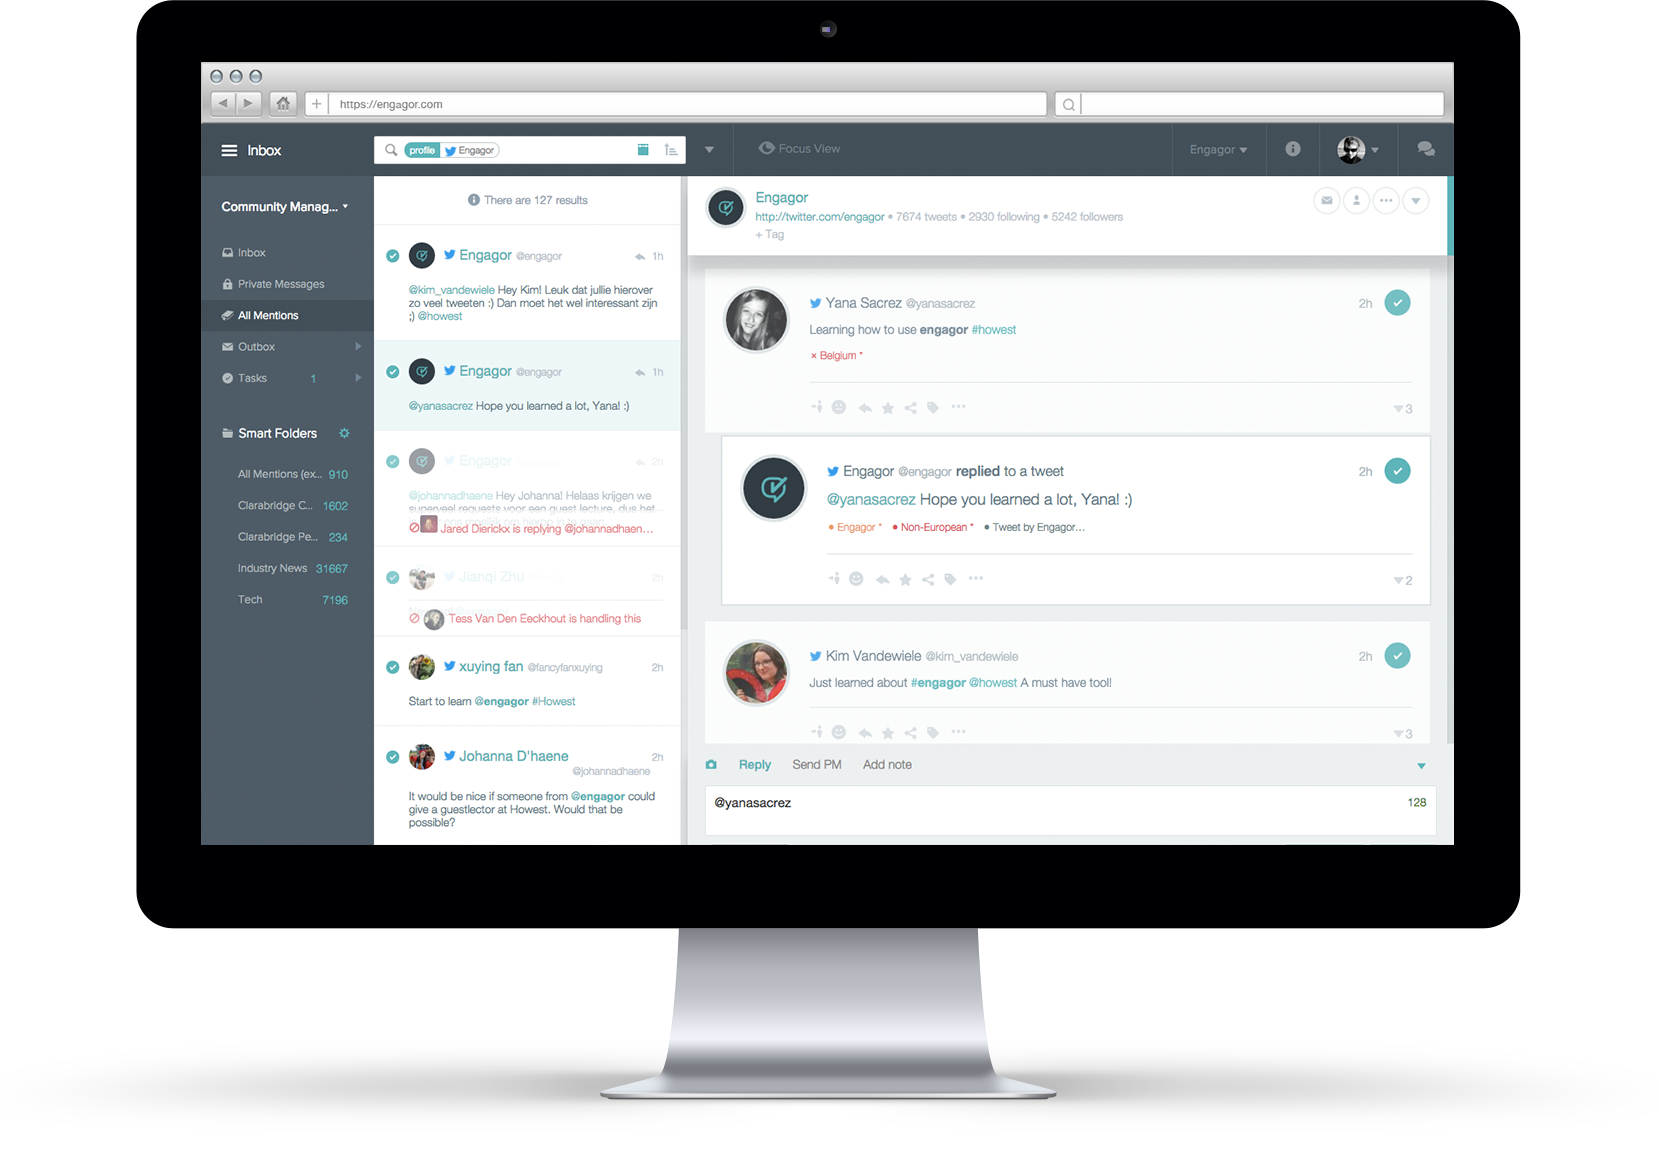 https://engagor.com
Inbox
profile Engagor
Focus View
Engagor
Community Manag...
Inbox
Private Messages
All Mentions
Outbox
Tasks 1
Smart Folders
All Mentions (ex... 910
Clarabridge C... 1602
Clarabridge Pe... 234
Industry News 31667
Tech 7196
There are 127 results
Engagor @engagor 1h
@kim_vandewiele Hey Kim! Leuk dat jullie hierover
zo veel tweeten :) Dan moet het wel interessant zijn
;) @howest
Engagor @engagor 1h
@yanasacrez Hope you learned a lot, Yana! :)
Engagor 2h
@johannadhaene Hey Johanna! Helaas krijgen we
superveel requests voor een guest lecture, dus het
Jared Dierickx is replying @johannadhaen...
Jianqi Zhu 2h
Tess Van Den Eeckhout is handling this
xuying fan @fancyfanxuying 2h
Start to learn @engagor #Howest
Johanna D'haene 2h
@johannadhaene
It would be nice if someone from @engagor could
give a guestlector at Howest. Would that be
possible?
Engagor
http://twitter.com/engagor • 7674 tweets • 2930 following • 5242 followers
+ Tag
Yana Sacrez @yanasacrez 2h
Learning how to use engagor #howest
× Belgium *
3
Engagor @engagor replied to a tweet 2h
@yanasacrez Hope you learned a lot, Yana! :)
• Engagor * • Non-European * • Tweet by Engagor...
2
Kim Vandewiele @kim_vandewiele 2h
Just learned about #engagor @howest A must have tool!
3
Reply Send PM Add note
@yanasacrez 128